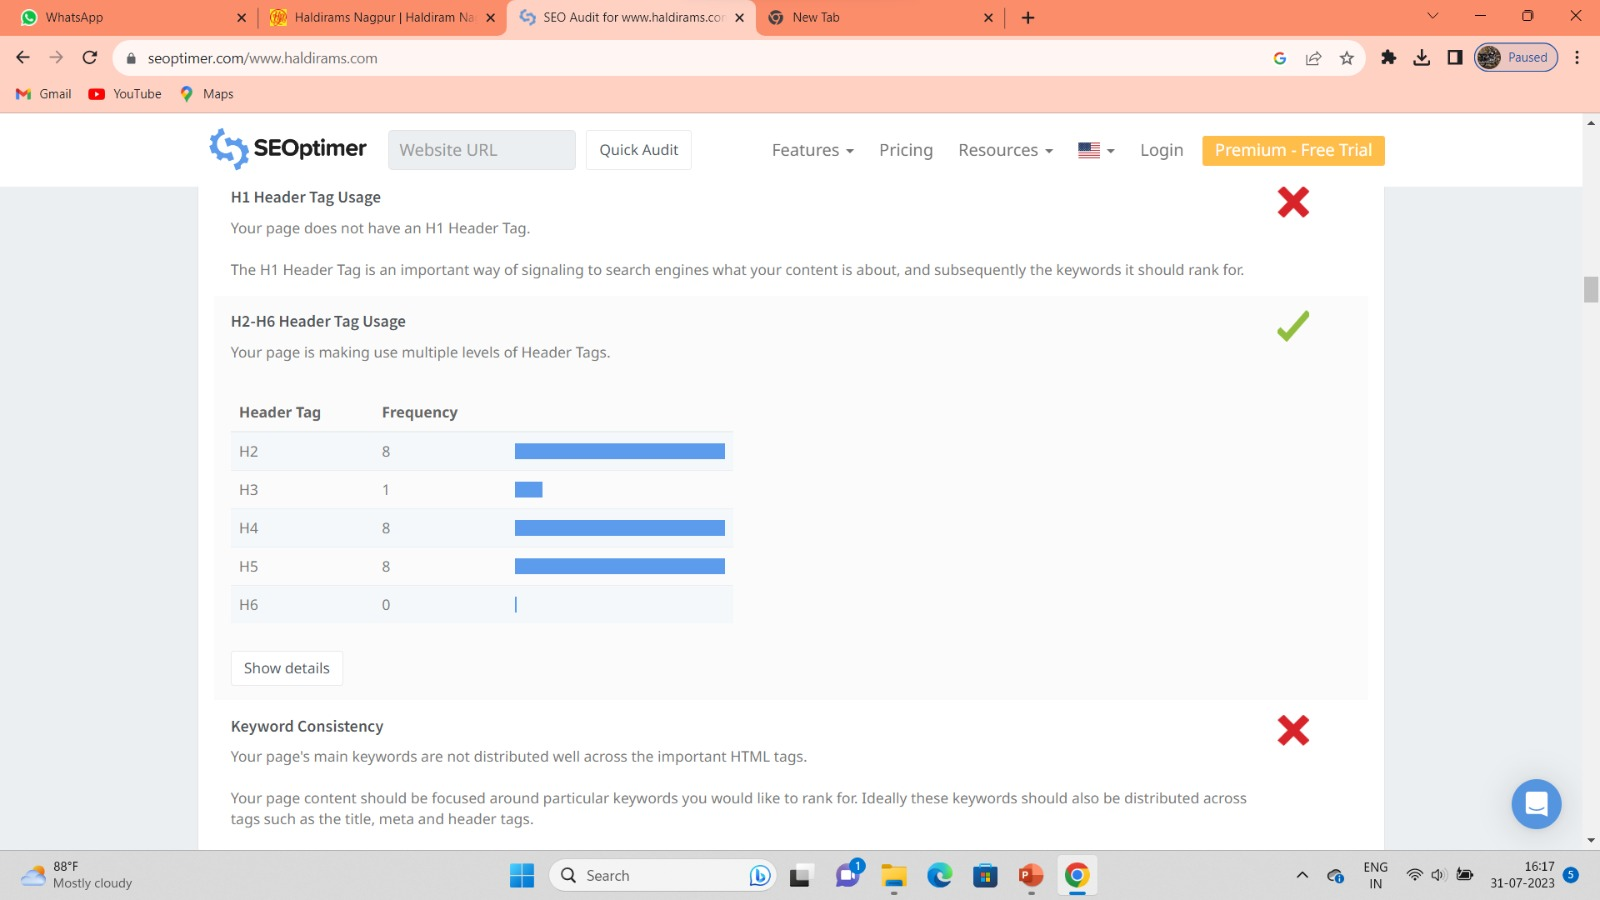 WhatsApp
Haldirams Nagpur | Haldiram Na
SEO Audit for www.haldirams.cor
New Tab
seoptimer.com/www.haldirams.com
G
Paused
Gmail
YouTube
Maps
SEOptimer
Website URL
Quick Audit
Features
Pricing
Resources
Login
Premium - Free Trial
H1 Header Tag Usage
Your page does not have an H1 Header Tag.
The H1 Header Tag is an important way of signaling to search engines what your content is about, and subsequently the keywords it should rank for.
H2-H6 Header Tag Usage
Your page is making use multiple levels of Header Tags.
Header Tag Frequency
H2 8
H3 1
H4 8
H5 8
H6 0
Show details
Keyword Consistency
Your page's main keywords are not distributed well across the important HTML tags.
Your page content should be focused around particular keywords you would like to rank for. Ideally these keywords should also be distributed across
tags such as the title, meta and header tags.
88°F
Mostly cloudy
Search
b
1
P
ENG
IN
16:17
31-07-2023
5